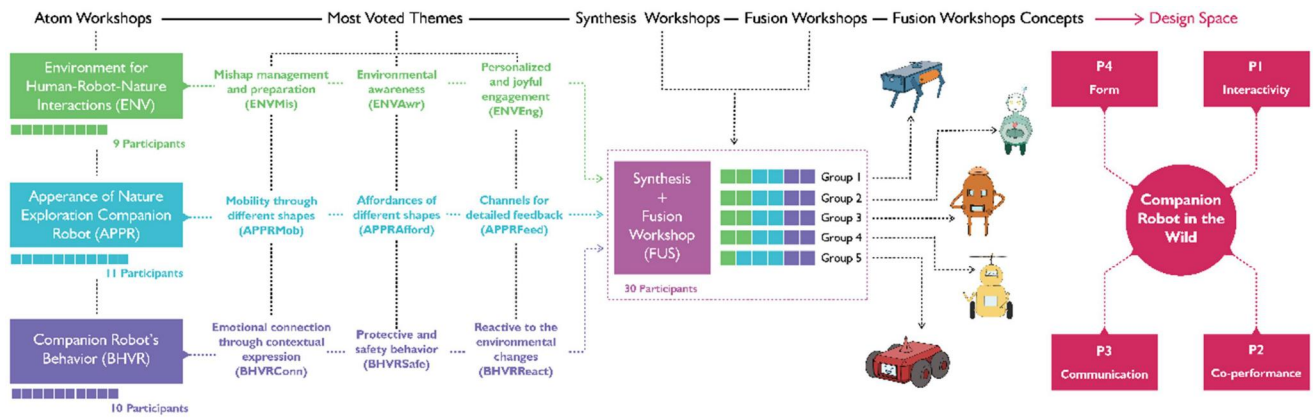 Atom Workshops
Most Voted Themes
Synthesis Workshops
Fusion Workshops
Fusion Workshops Concepts
Design Space
Environment for
Human-Robot-Nature
Interactions (ENV)
9 Participants
Mishap management
and preparation
(ENVMis)
Environmental
awareness
(ENVAwr)
Personalized
and joyful
engagement
(ENVEng)
Apperance of Nature
Exploration Companion
Robot (APPR)
11 Participants
Mobility through
different shapes
(APPRMob)
Affordances of
different shapes
(APPRAfford)
Channels for
detailed feedback
(APPRFeed)
Companion Robot's
Behavior (BHVR)
10 Participants
Emotional connection
through contextual
expression
(BHVRConn)
Protective and
safety behavior
(BHVRSafe)
Reactive to the
environmental
changes
(BHVRReact)
Synthesis
+
Fusion
Workshop
(FUS)
30 Participants
Group 1
Group 2
Group 3
Group 4
Group 5
P4
Form
P1
Interactivity
Companion
Robot in the
Wild
P3
Communication
P2
Co-performance